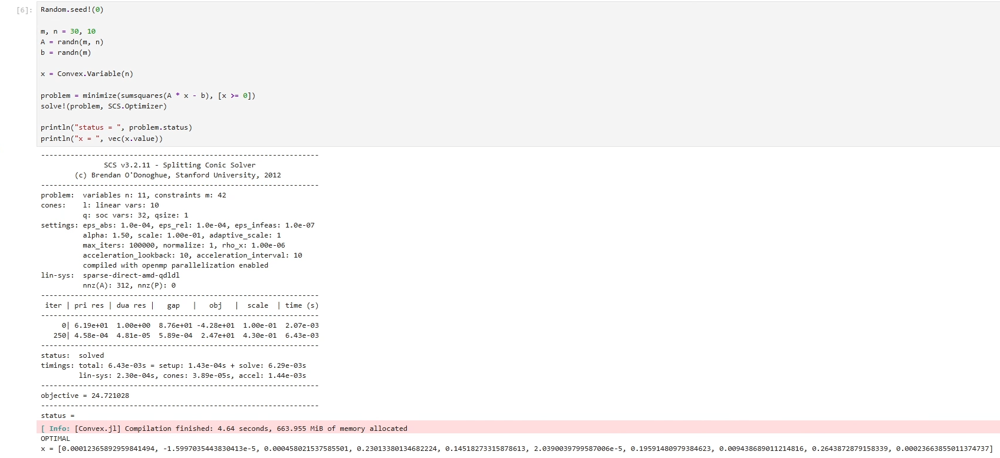 [6]:
Random.seed!(0)
m, n = 30, 10
A = randn(m, n)
b = randn(m)
x = Convex.Variable(n)
problem = minimize(sumsquares(A * x - b), [x >= 0])
solve!(problem, SCS.Optimizer)
println("status = ", problem.status)
println("x = ", vec(x.value))
------------------------------------------------------------------
SCS v3.2.11 - Splitting Conic Solver
(c) Brendan O'Donoghue, Stanford University, 2012
------------------------------------------------------------------
problem:  variables n: 11, constraints m: 42
cones:    l: linear vars: 10
q: soc vars: 32, qsize: 1
settings: eps_abs: 1.0e-04, eps_rel: 1.0e-04, eps_infeas: 1.0e-07
alpha: 1.50, scale: 1.00e-01, adaptive_scale: 1
max_iters: 100000, normalize: 1, rho_x: 1.00e-06
acceleration_lookback: 10, acceleration_interval: 10
compiled with openmp parallelization enabled
lin-sys:  sparse-direct-amd-qdldl
nnz(A): 312, nnz(P): 0
------------------------------------------------------------------
iter | pri res | dua res |   gap   |   obj   |  scale  | time (s)
------------------------------------------------------------------
0| 6.19e+01  1.00e+00  8.76e+01 -4.28e+01  1.00e-01  2.07e-03
250| 4.58e-04  4.81e-05  5.89e-04  2.47e+01  4.30e-01  6.43e-03
------------------------------------------------------------------
status:  solved
timings: total: 6.43e-03s = setup: 1.43e-04s + solve: 6.29e-03s
lin-sys: 2.30e-04s, cones: 3.89e-05s, accel: 1.44e-03s
------------------------------------------------------------------
objective = 24.721028
------------------------------------------------------------------
status =
[ Info: [Convex.jl] Compilation finished: 4.64 seconds, 663.955 MiB of memory allocated
OPTIMAL
x = [0.00012365892959841494, -1.5997035443830413e-5, 0.000458021537585501, 0.23013380134682224, 0.14518273315878613, 2.0390039799587006e-5, 0.19591480979384623, 0.009438689011214816, 0.2643872879158339, 0.00023663855011374737]